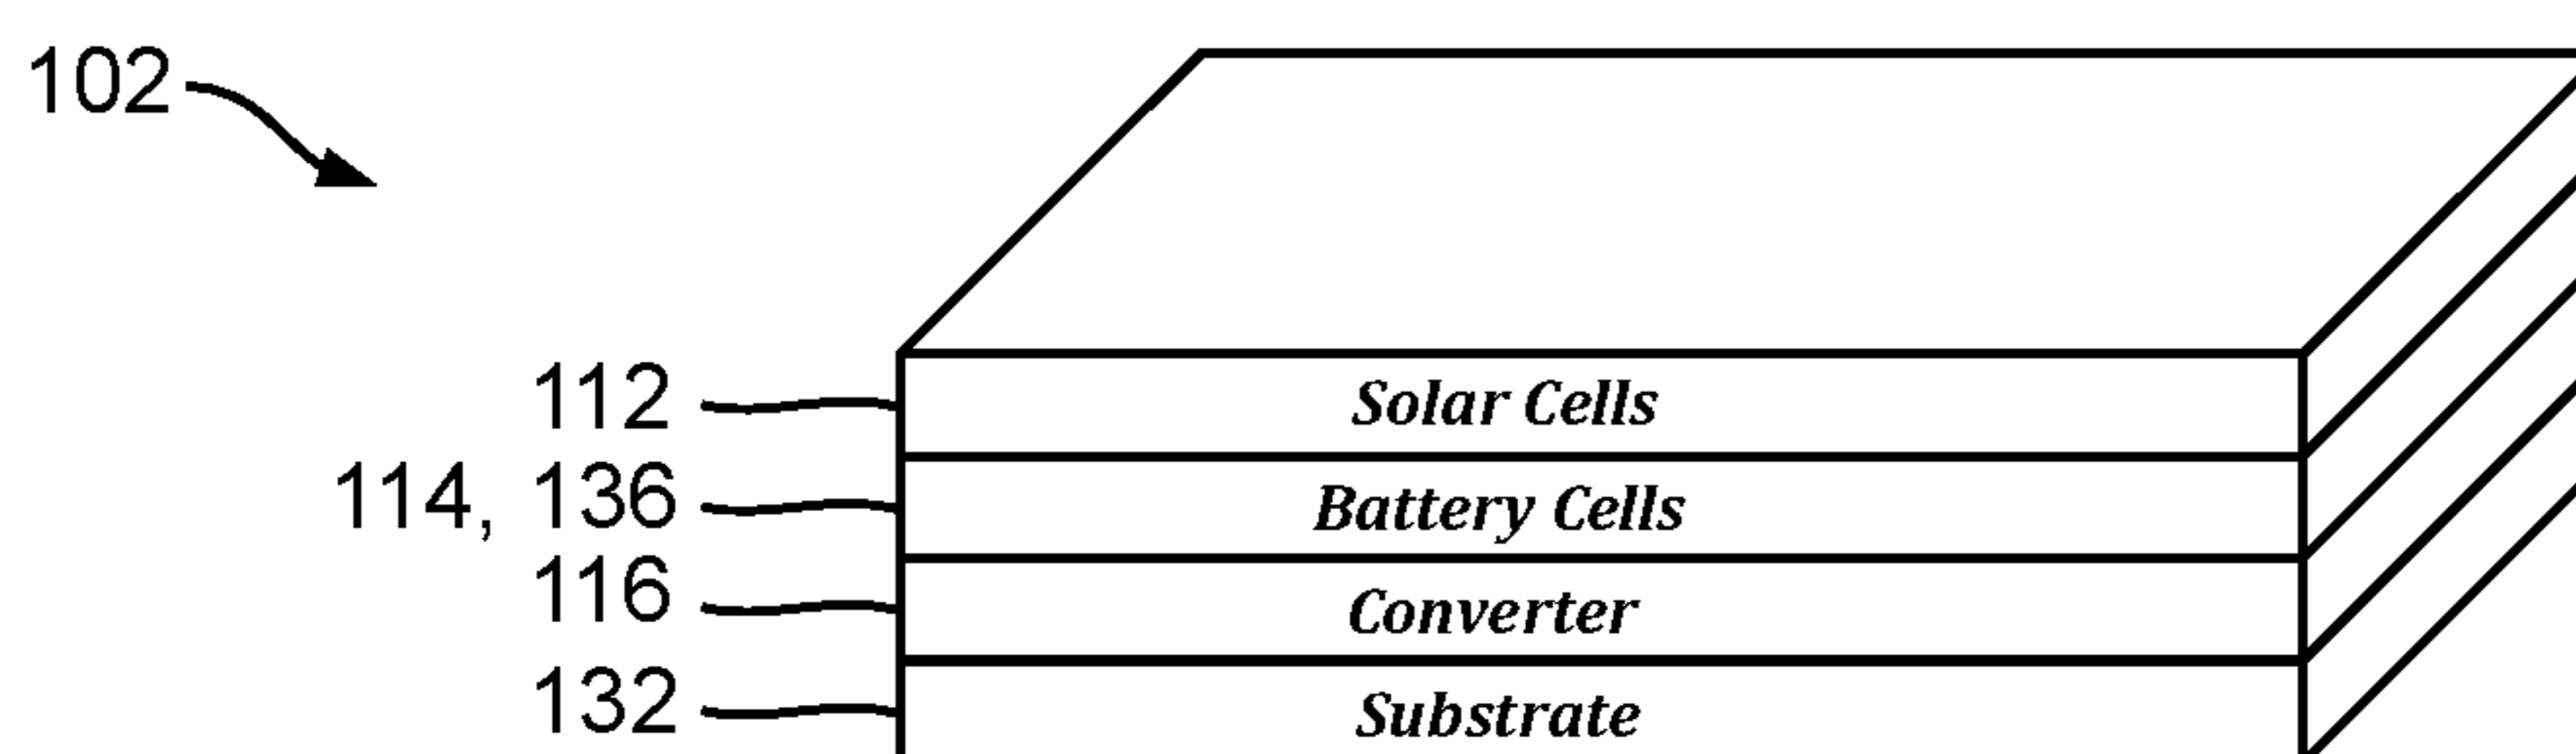 102
112 Solar Cells
114, 136 Battery Cells
116 Converter
132 Substrate